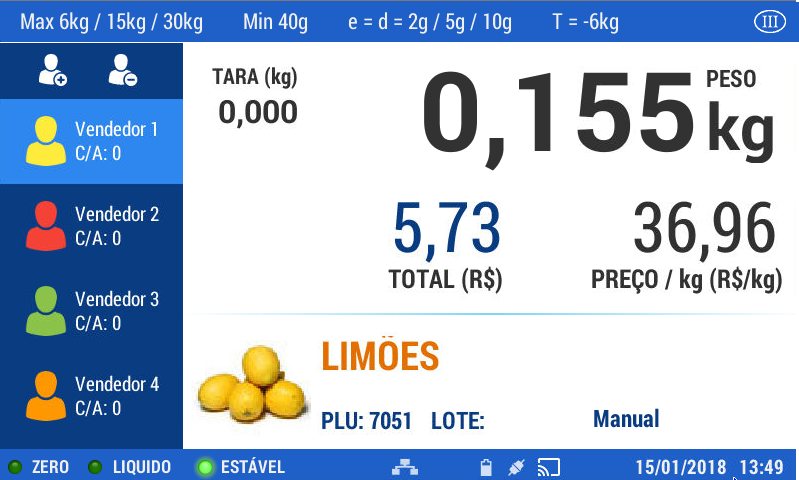 Max 6kg / 15kg / 30kg Min 40g e = d = 2g / 5g / 10g T = -6kg III
Vendedor 1
C/A: 0
Vendedor 2
C/A: 0
Vendedor 3
C/A: 0
Vendedor 4
C/A: 0
TARA (kg)
0,000
0,155 kg
PESO
5,73
TOTAL (R$)
36,96
PREÇO / kg (R$/kg)
LIMÕES
PLU: 7051 LOTE: Manual
ZERO LIQUIDO ESTÁVEL 15/01/2018 13:49